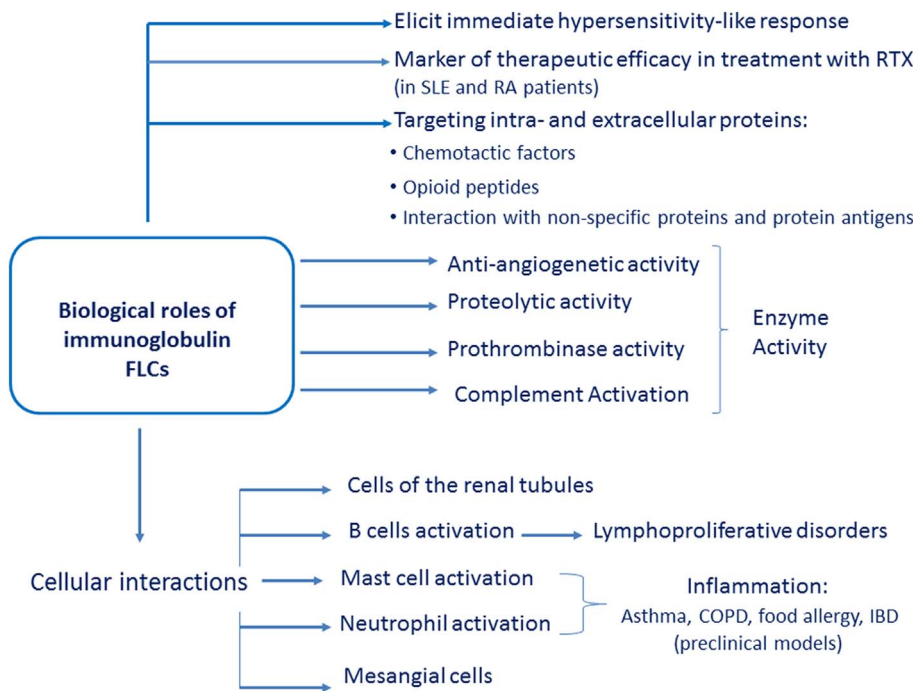 Elicit immediate hypersensitivity-like response
Marker of therapeutic efficacy in treatment with RTX
(in SLE and RA patients)
Targeting intra- and extracellular proteins:
• Chemotactic factors
• Opioid peptides
• Interaction with non-specific proteins and protein antigens
Biological roles of
immunoglobulin
FLCs
Anti-angiogenetic activity
Proteolytic activity
Prothrombinase activity
Complement Activation
Enzyme
Activity
Cellular interactions
Cells of the renal tubules
B cells activation
Lymphoproliferative disorders
Mast cell activation
Neutrophil activation
Mesangial cells
Inflammation:
Asthma, COPD, food allergy, IBD
(preclinical models)